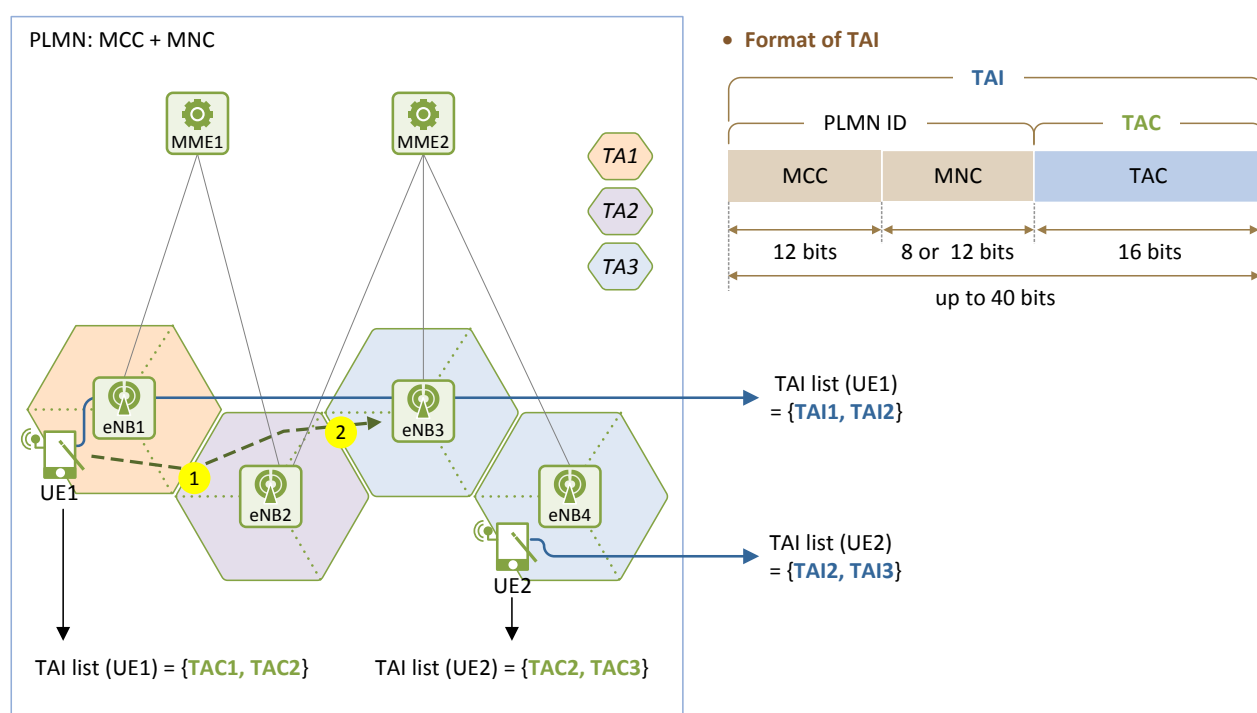 PLMN: MCC + MNC
MME1
MME2
TA1
TA2
TA3
eNB1
eNB2
eNB3
eNB4
1
2
UE1
UE2
TAI list (UE1) = {TAC1, TAC2}
TAI list (UE2) = {TAC2, TAC3}
• Format of TAI
TAI
PLMN ID
TAC
MCC
MNC
TAC
12 bits
8 or 12 bits
16 bits
up to 40 bits
TAI list (UE1)
= {TAI1, TAI2}
TAI list (UE2)
= {TAI2, TAI3}